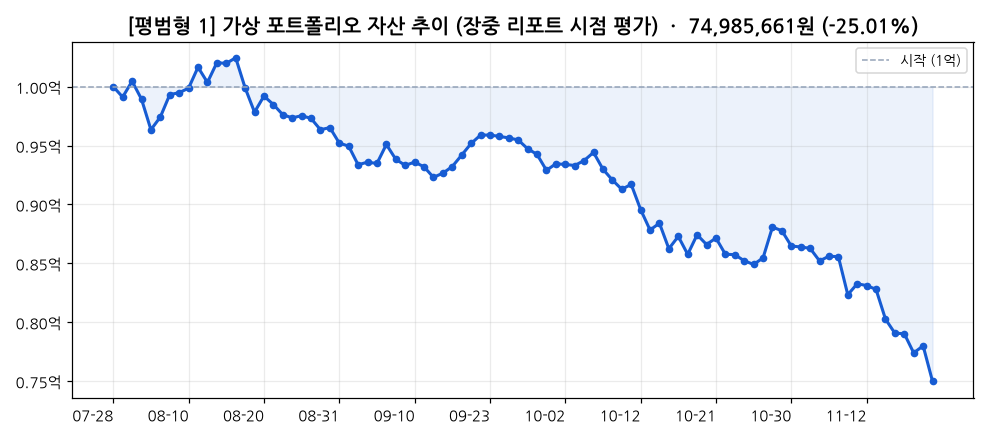 [평범형 1] 가상 포트폴리오 자산 추이 (장중 리포트 시점 평가) · 74,985,661원 (-25.01%)
시작 (1억)
1.00억
0.95억
0.90억
0.85억
0.80억
0.75억
07-28 08-10 08-20 08-31 09-10 09-23 10-02 10-12 10-21 10-30 11-12